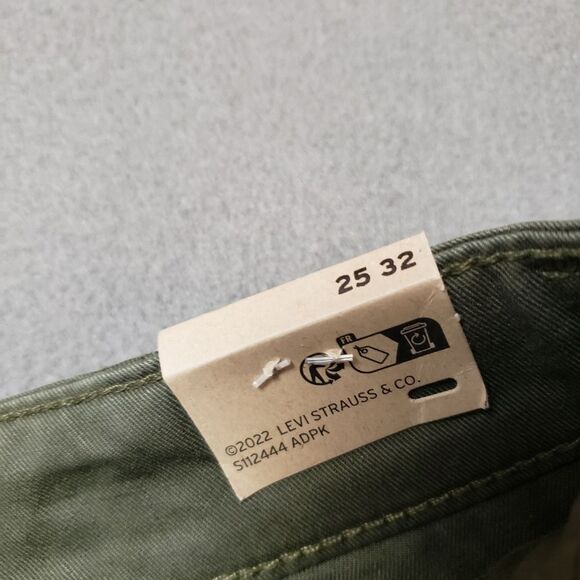 25 32
FR
©2022 LEVI STRAUSS & CO.
S112444 ADPK